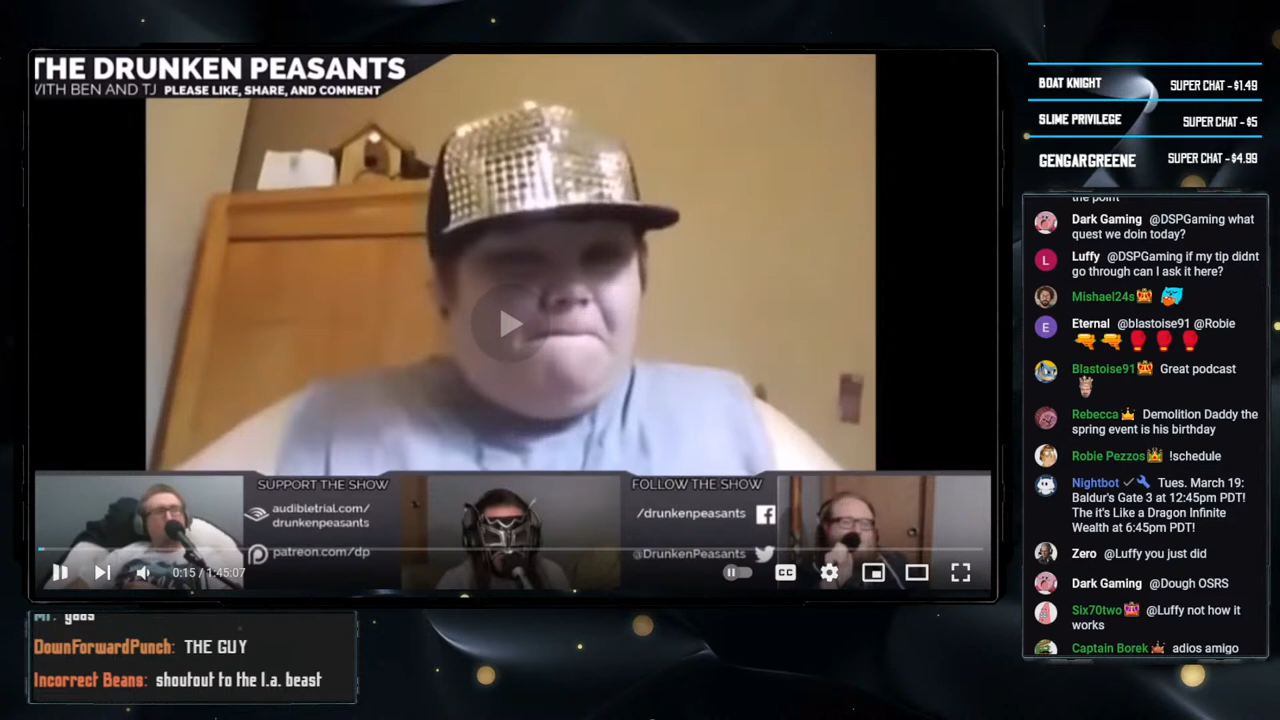 THE DRUNKEN PEASANTS
WITH BEN AND TJ PLEASE LIKE, SHARE, AND COMMENT
SUPPORT THE SHOW
audibletrial.com/
drunkenpeasants
patreon.com/dp
FOLLOW THE SHOW
/drunkenpeasants
@DrunkenPeasants
0:15 / 1:45:07
CC
Mr. yaas
DownForwardPunch: THE GUY
Incorrect Beans: shoutout to the l.a. beast
BOAT KNIGHT SUPER CHAT - $1.49
SLIME PRIVILEGE SUPER CHAT - $5
GENGARGREENE SUPER CHAT - $4.99
the point
Dark Gaming @DSPGaming what
quest we doin today?
L
Luffy @DSPGaming if my tip didnt
go through can I ask it here?
Mishael24s
E
Eternal @blastoise91 @Robie
Blastoise91 Great podcast
Rebecca Demolition Daddy the
spring event is his birthday
Robie Pezzos !schedule
Nightbot Tues. March 19:
Baldur's Gate 3 at 12:45pm PDT!
The it's Like a Dragon Infinite
Wealth at 6:45pm PDT!
Zero @Luffy you just did
Dark Gaming @Dough OSRS
Six70two @Luffy not how it
works
Captain Borek adios amigo